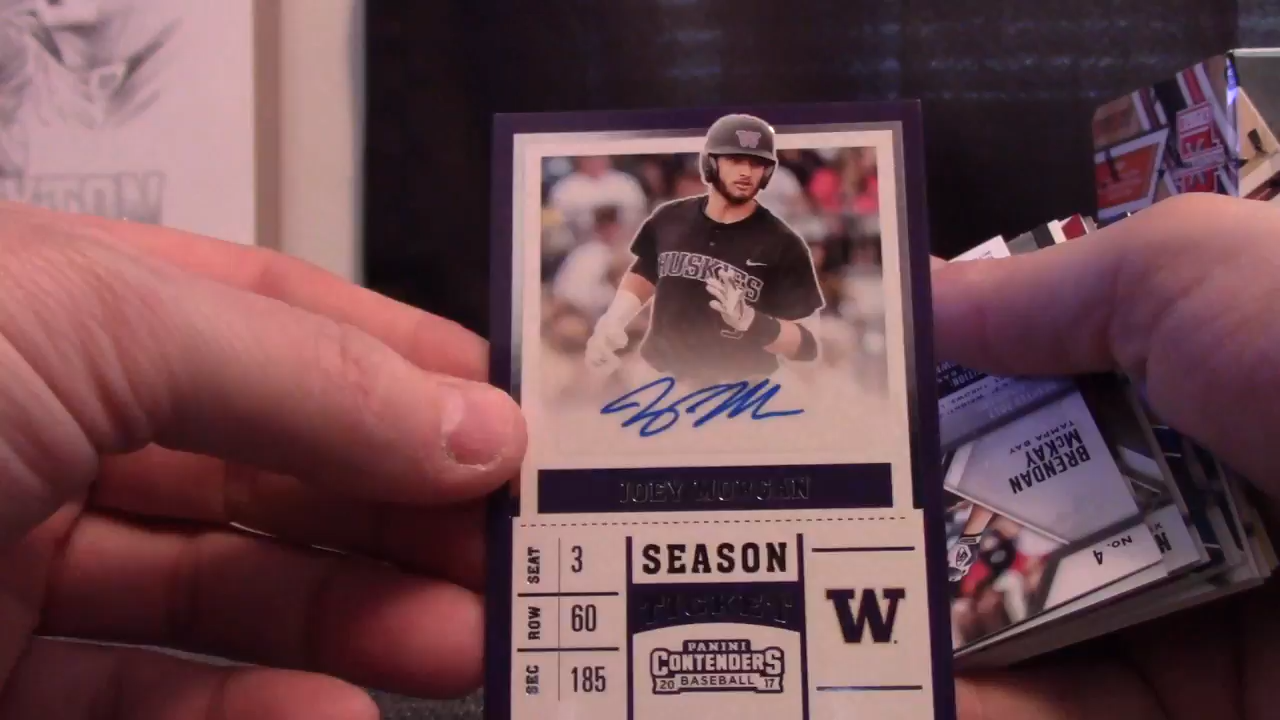 W
HUSKIES
JOEY MORGAN
SEAT 3
ROW 60
SEC 185
SEASON
TICKET
PANINI
CONTENDERS
20 BASEBALL 17
W.
BRENDAN
McKAY
TAMPA BAY
NO. 4